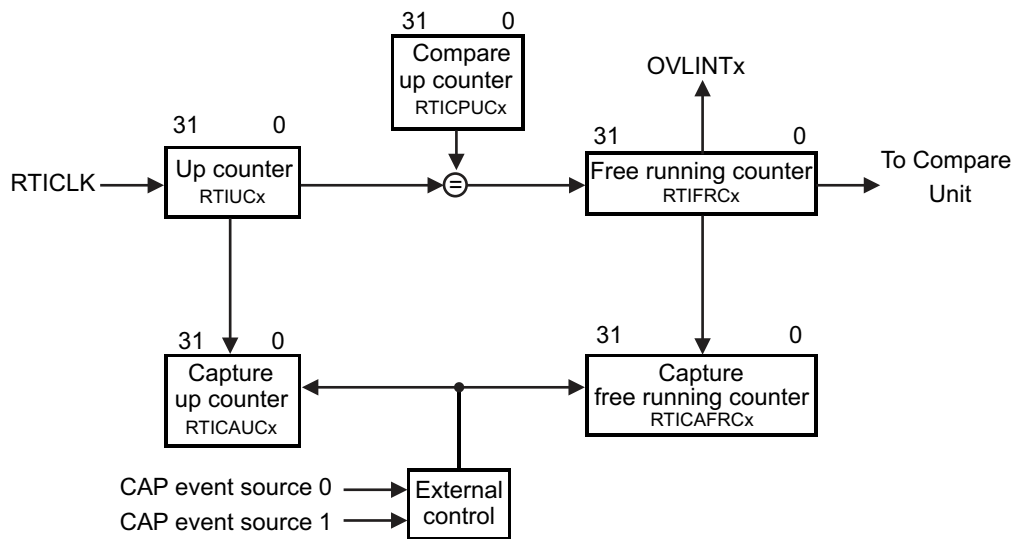 31 0
Compare
up counter
RTICPUCx
OVLINTx
31 0
Up counter
RTIUCx
RTICLK
=
31 0
Free running counter
RTIFRCx
To Compare
Unit
31 0
Capture
up counter
RTICAUCx
31 0
Capture
free running counter
RTICAFRCx
CAP event source 0
CAP event source 1
External
control